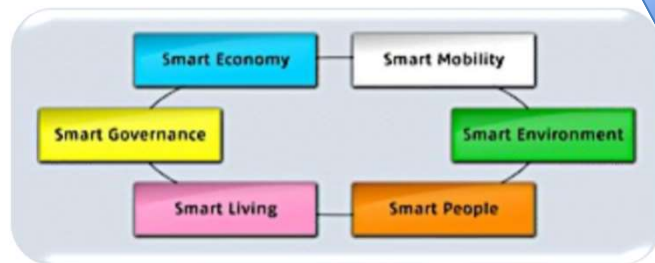 Smart Economy
Smart Mobility
Smart Governance
Smart Environment
Smart Living
Smart People